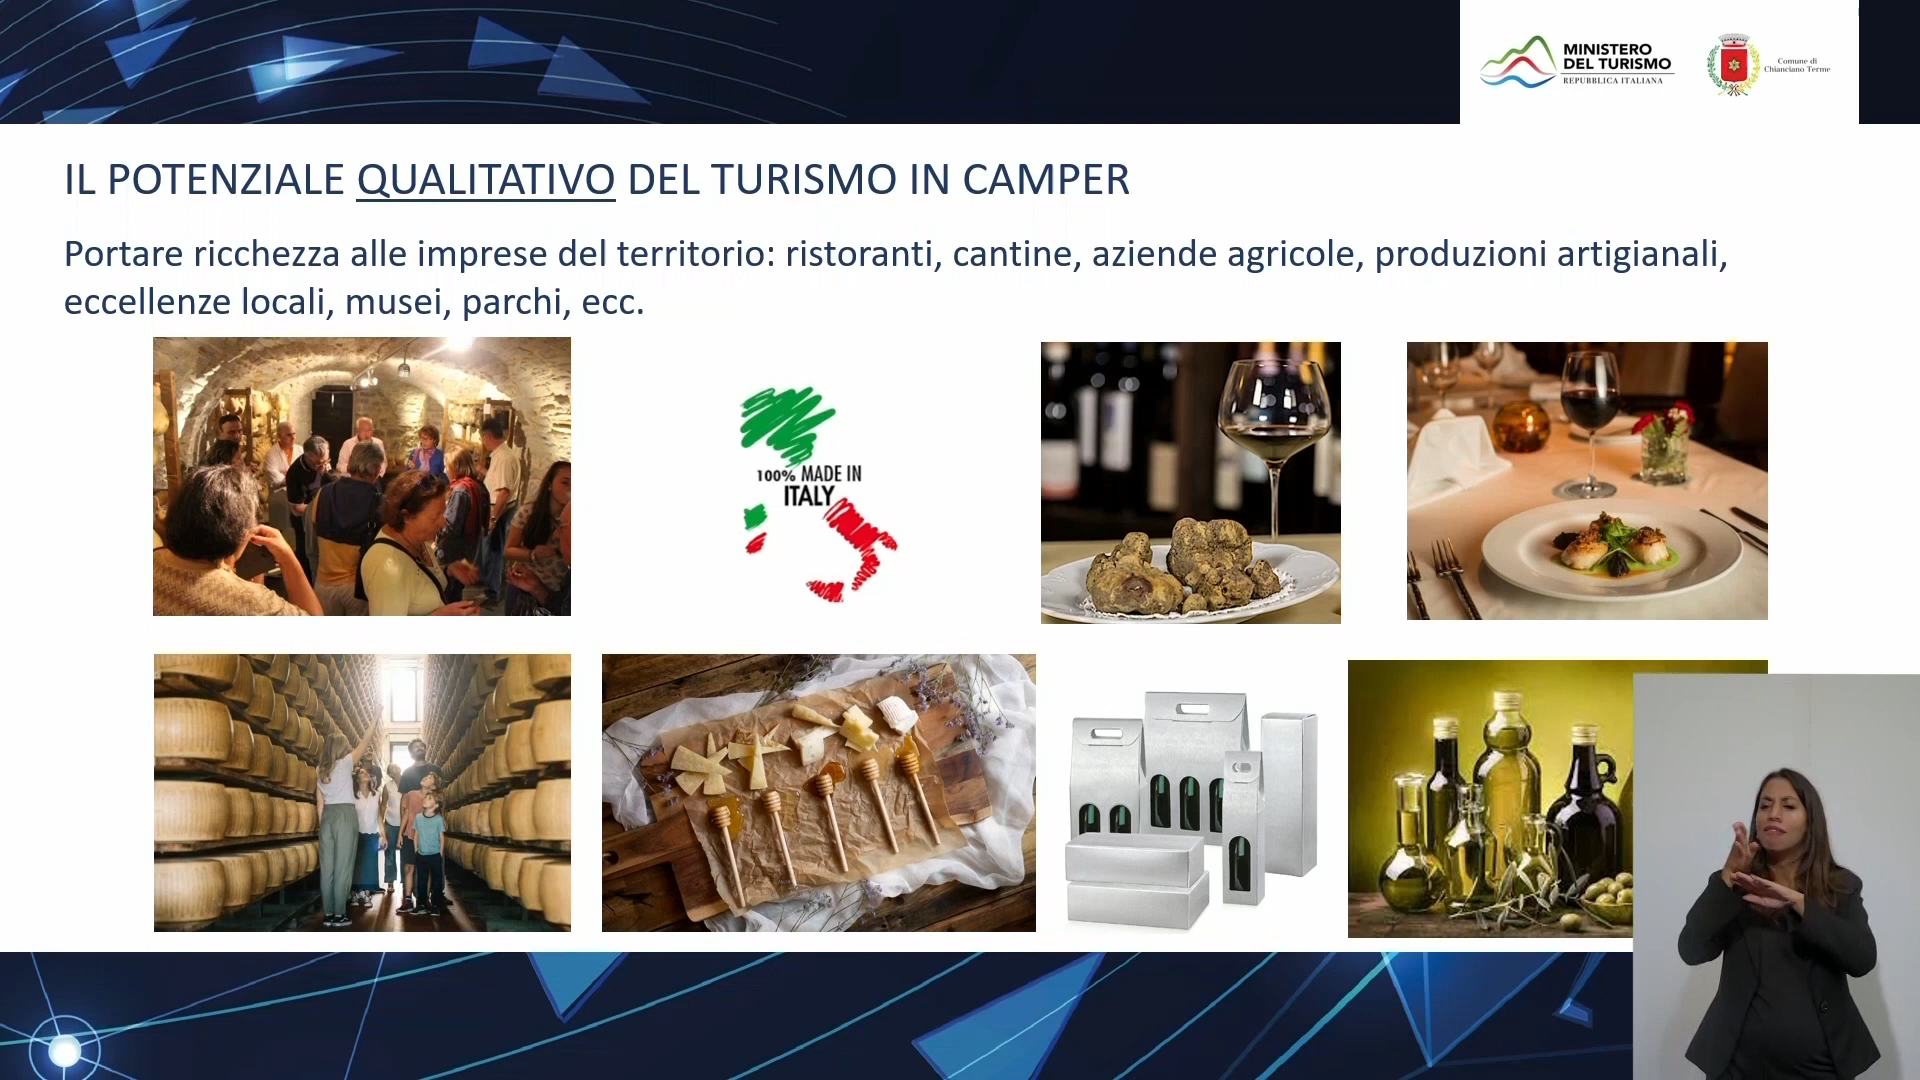 MINISTERO
DEL TURISMO
REPUBBLICA ITALIANA
Comune di
Chianciano Terme
IL POTENZIALE QUALITATIVO DEL TURISMO IN CAMPER
Portare ricchezza alle imprese del territorio: ristoranti, cantine, aziende agricole, produzioni artigianali,
eccellenze locali, musei, parchi, ecc.
100% MADE IN
ITALY